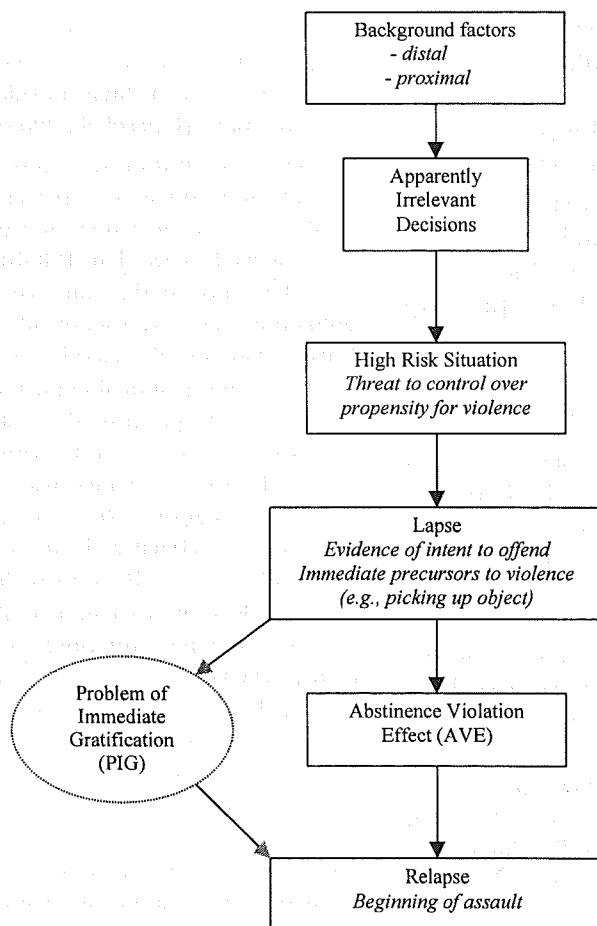 Background factors
- distal
- proximal
Apparently
Irrelevant
Decisions
High Risk Situation
Threat to control over
propensity for violence
Lapse
Evidence of intent to offend
Immediate precursors to violence
(e.g., picking up object)
Problem of
Immediate
Gratification
(PIG)
Abstinence Violation
Effect (AVE)
Relapse
Beginning of assault